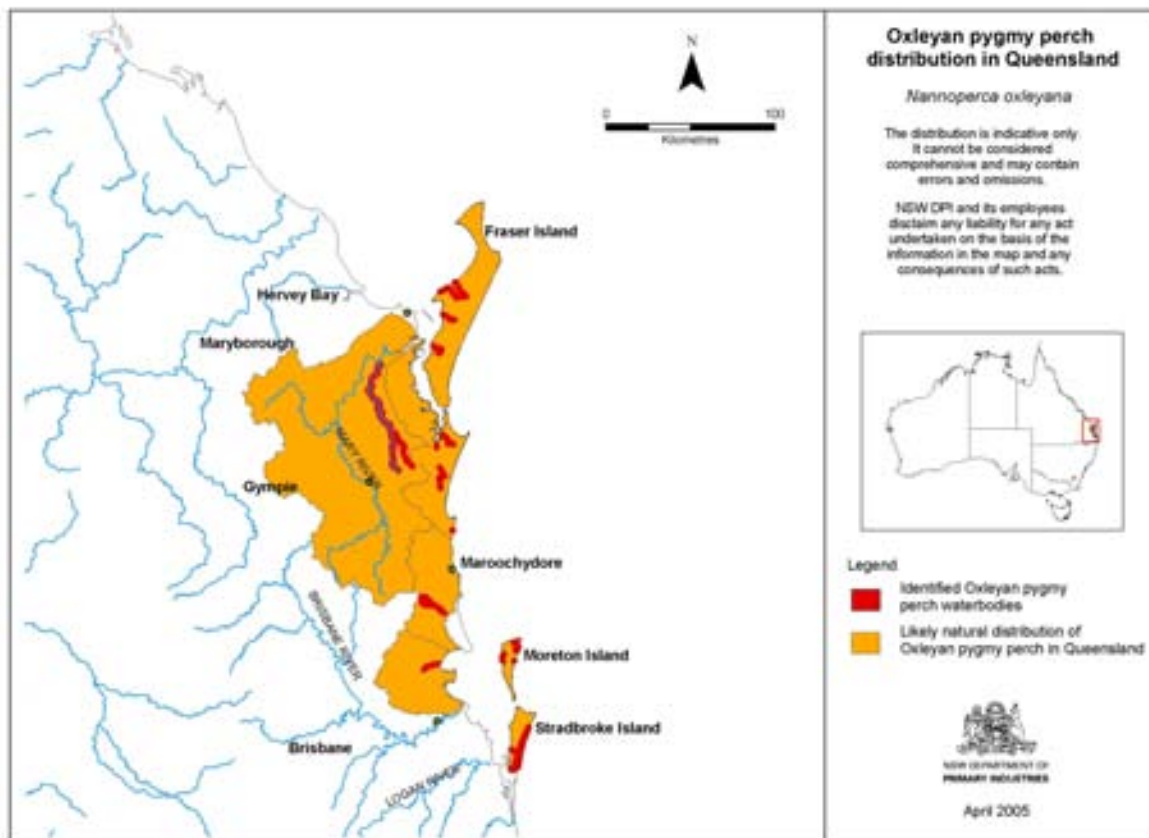 Oxleyan pygmy perch
distribution in Queensland
Nannoperca oxleyana
The distribution is indicative only.
It cannot be considered
comprehensive and may contain
errors and omissions.
NSW DPI and its employees
disclaim any liability for any act
undertaken on the basis of the
information in the map and any
consequences of such acts.
N
0 100
Kilometres
Fraser Island
Hervey Bay
Maryborough
MARY RIVER
Gympie
Maroochydore
BRISBANE RIVER
Moreton Island
Stradbroke Island
Brisbane
LOGAN RIVER
Legend
Identified Oxleyan pygmy
perch waterbodies
Likely natural distribution of
Oxleyan pygmy perch in Queensland
NSW DEPARTMENT OF
PRIMARY INDUSTRIES
April 2005